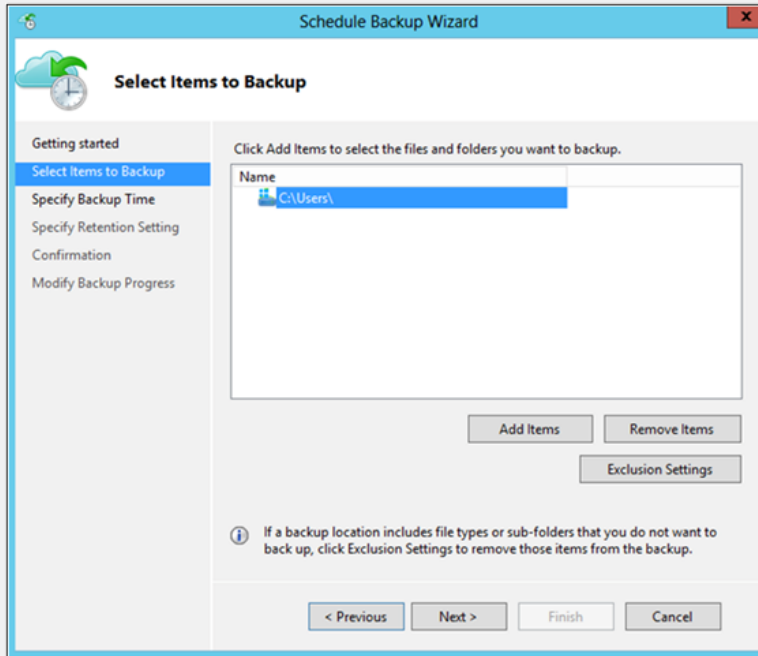 Schedule Backup Wizard
x
Select Items to Backup
Getting started
Select Items to Backup
Specify Backup Time
Specify Retention Setting
Confirmation
Modify Backup Progress
Click Add Items to select the files and folders you want to backup.
Name
C:\Users\
Add Items
Remove Items
Exclusion Settings
If a backup location includes file types or sub-folders that you do not want to
back up, click Exclusion Settings to remove those items from the backup.
< Previous
Next >
Finish
Cancel